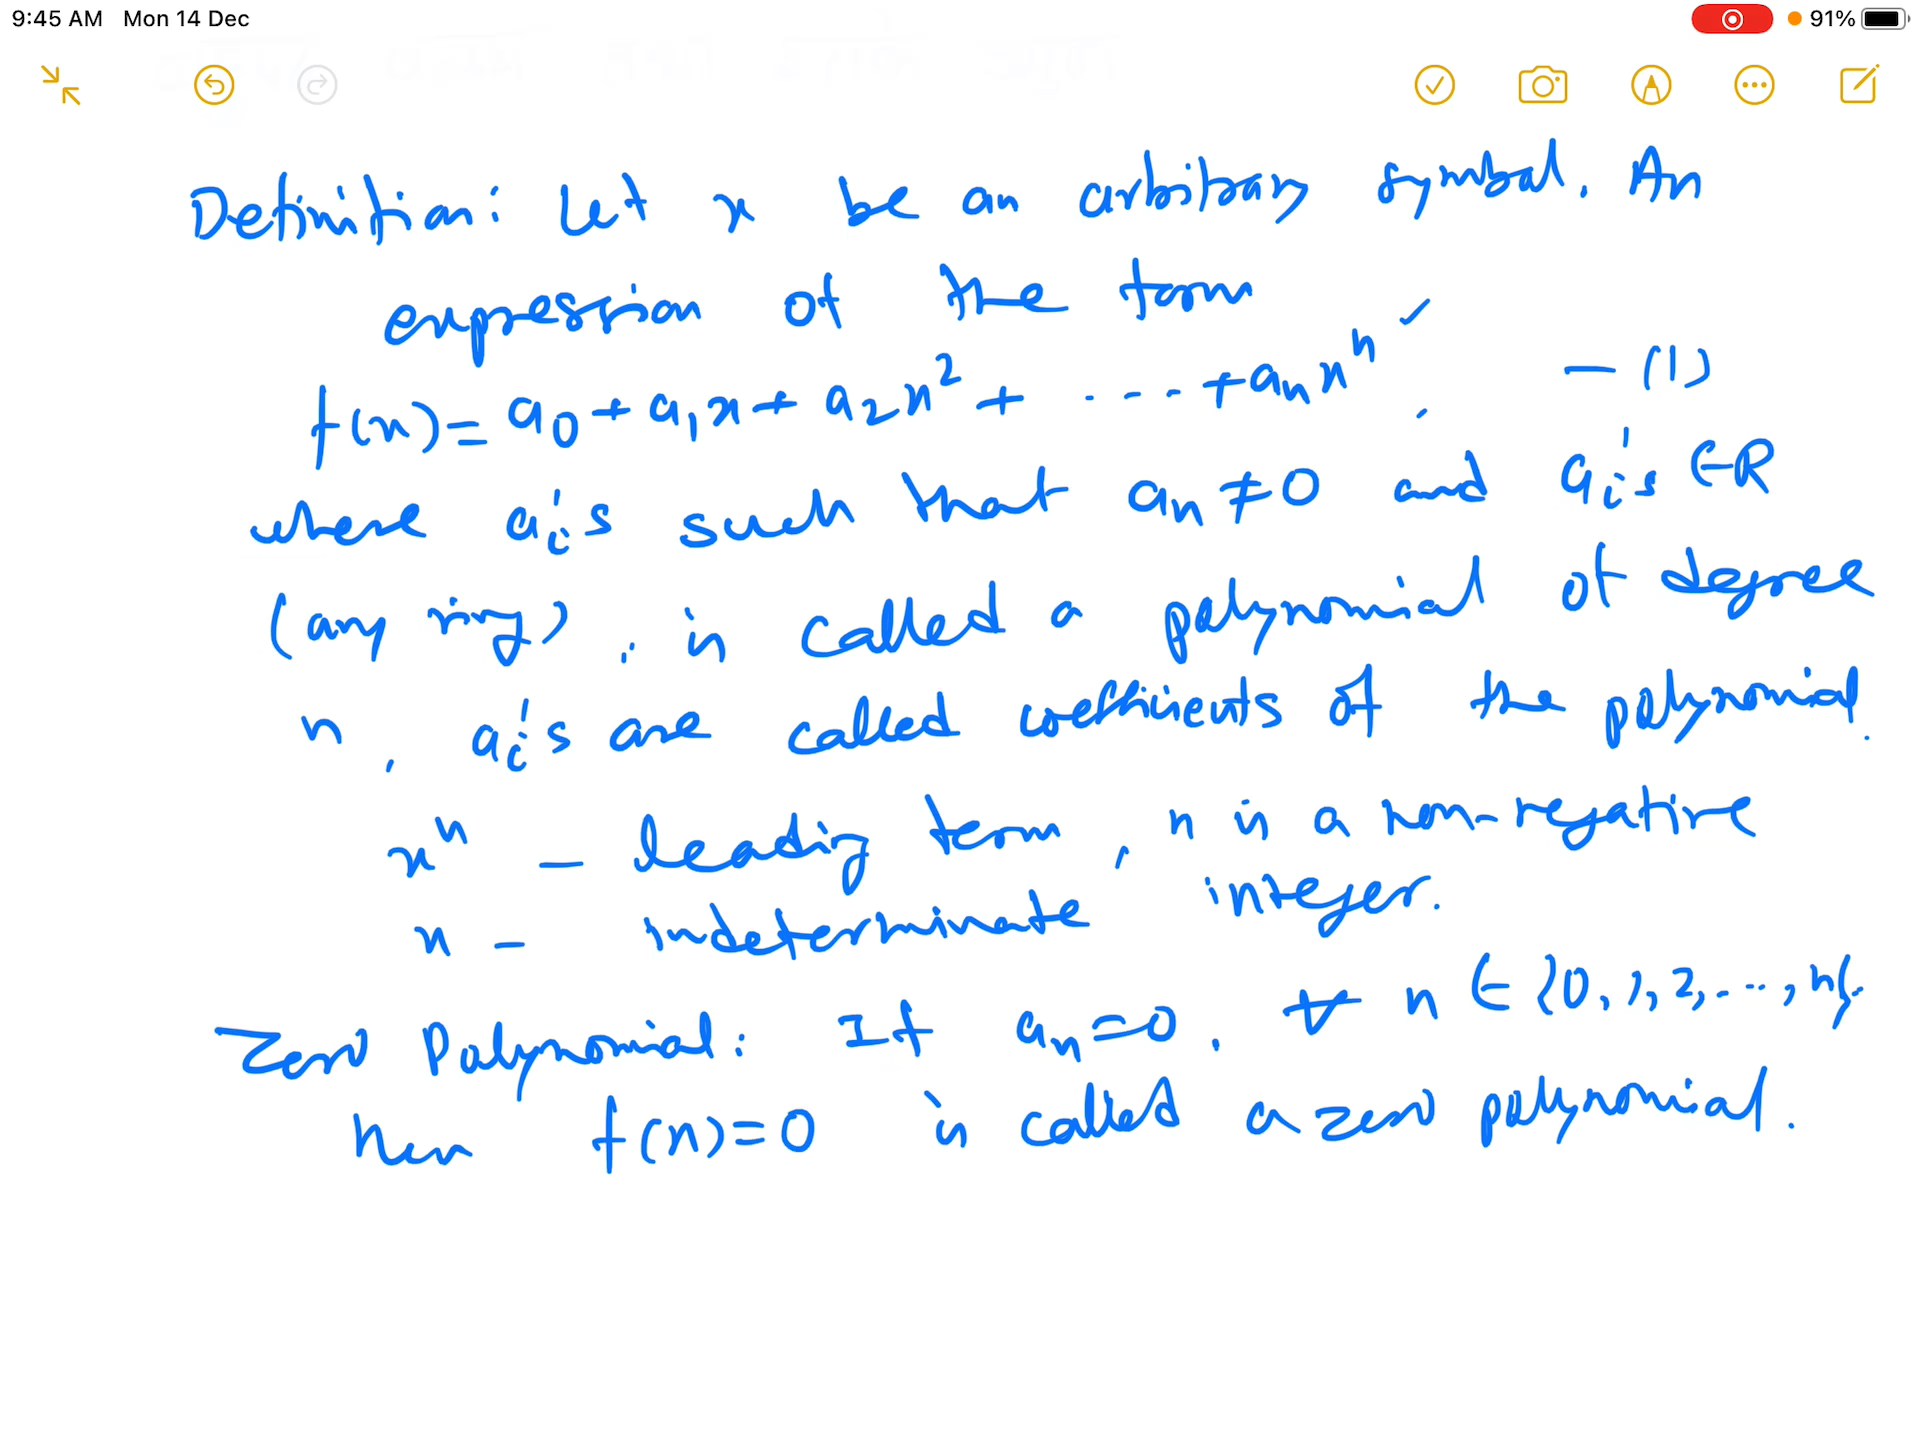 9:45 AM Mon 14 Dec 91%
Definition: Let x be an arbitrary symbol. An
expression of the form
f(x) = a₀ + a₁x + a₂x² + ---- + aₙxⁿ, — (1)
where aᵢ's such that aₙ ≠ 0 and aᵢ's ∈ R
(any ring), is called a polynomial of degree
n, aᵢ's are called coefficients of the polynomial.
xⁿ — leading term, n is a non-negative
integer.
x — indeterminate
Zero Polynomial: If aₙ = 0, ∀ n ∈ {0, 1, 2, ..., n}.
then f(x) = 0 is called a zero polynomial.